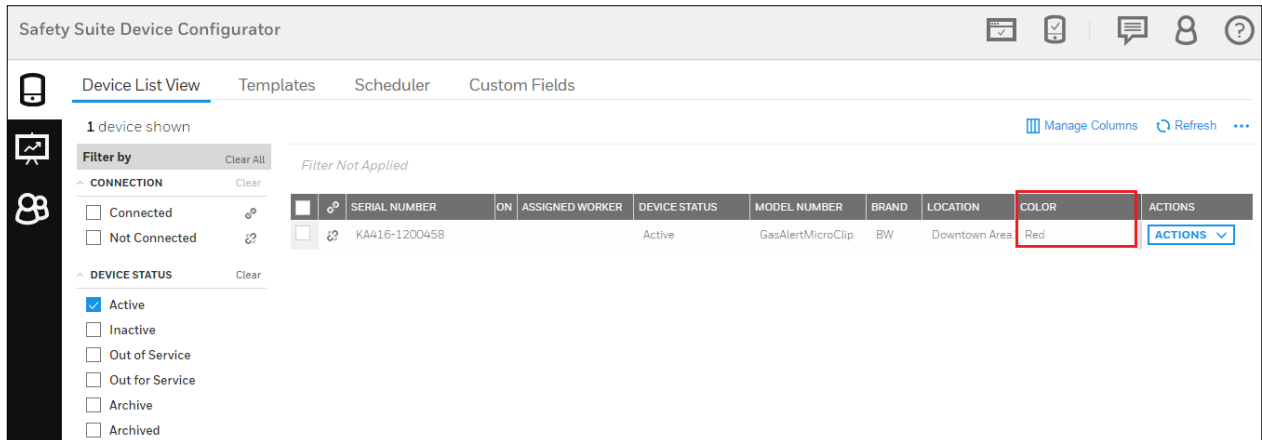 Safety Suite Device Configurator
Device List View Templates Scheduler Custom Fields
1 device shown Manage Columns Refresh
Filter by Clear All
Filter Not Applied
CONNECTION Clear
SERIAL NUMBER ON ASSIGNED WORKER DEVICE STATUS MODEL NUMBER BRAND LOCATION COLOR ACTIONS
Connected
Not Connected KA416-1200458 Active GasAlertMicroClip BW Downtown Area Red ACTIONS
DEVICE STATUS Clear
Active
Inactive
Out of Service
Out for Service
Archive
Archived